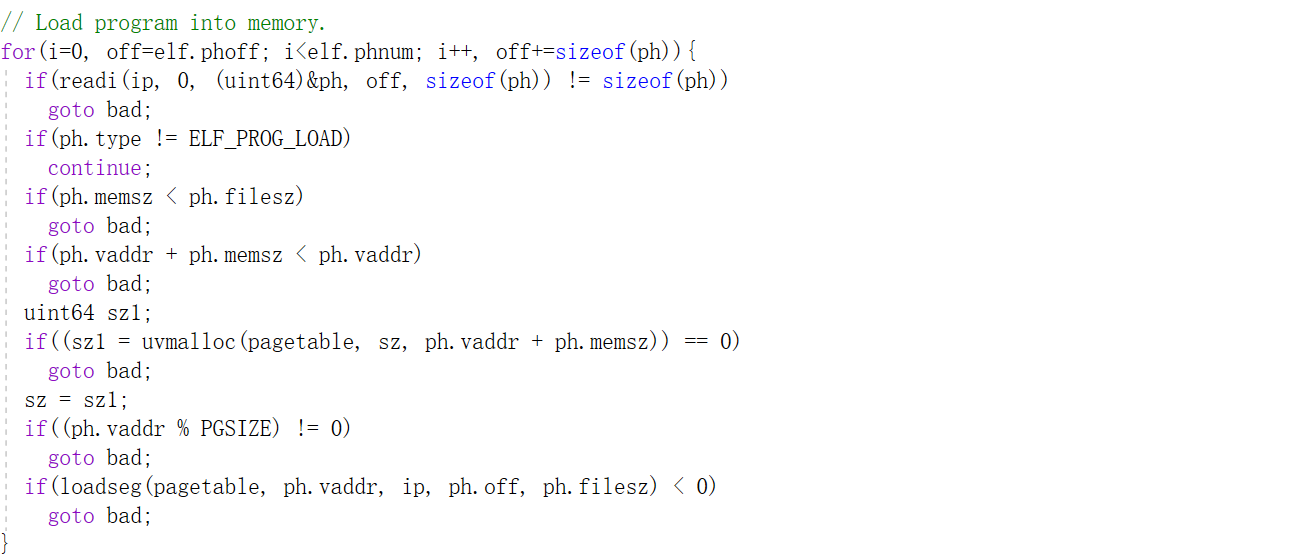 // Load program into memory.
for(i=0, off=elf.phoff; i<elf.phnum; i++, off+=sizeof(ph)){
  if(readi(ip, 0, (uint64)&ph, off, sizeof(ph)) != sizeof(ph))
    goto bad;
  if(ph.type != ELF_PROG_LOAD)
    continue;
  if(ph.memsz < ph.filesz)
    goto bad;
  if(ph.vaddr + ph.memsz < ph.vaddr)
    goto bad;
  uint64 sz1;
  if((sz1 = uvmalloc(pagetable, sz, ph.vaddr + ph.memsz)) == 0)
    goto bad;
  sz = sz1;
  if((ph.vaddr % PGSIZE) != 0)
    goto bad;
  if(loadseg(pagetable, ph.vaddr, ip, ph.off, ph.filesz) < 0)
    goto bad;
}